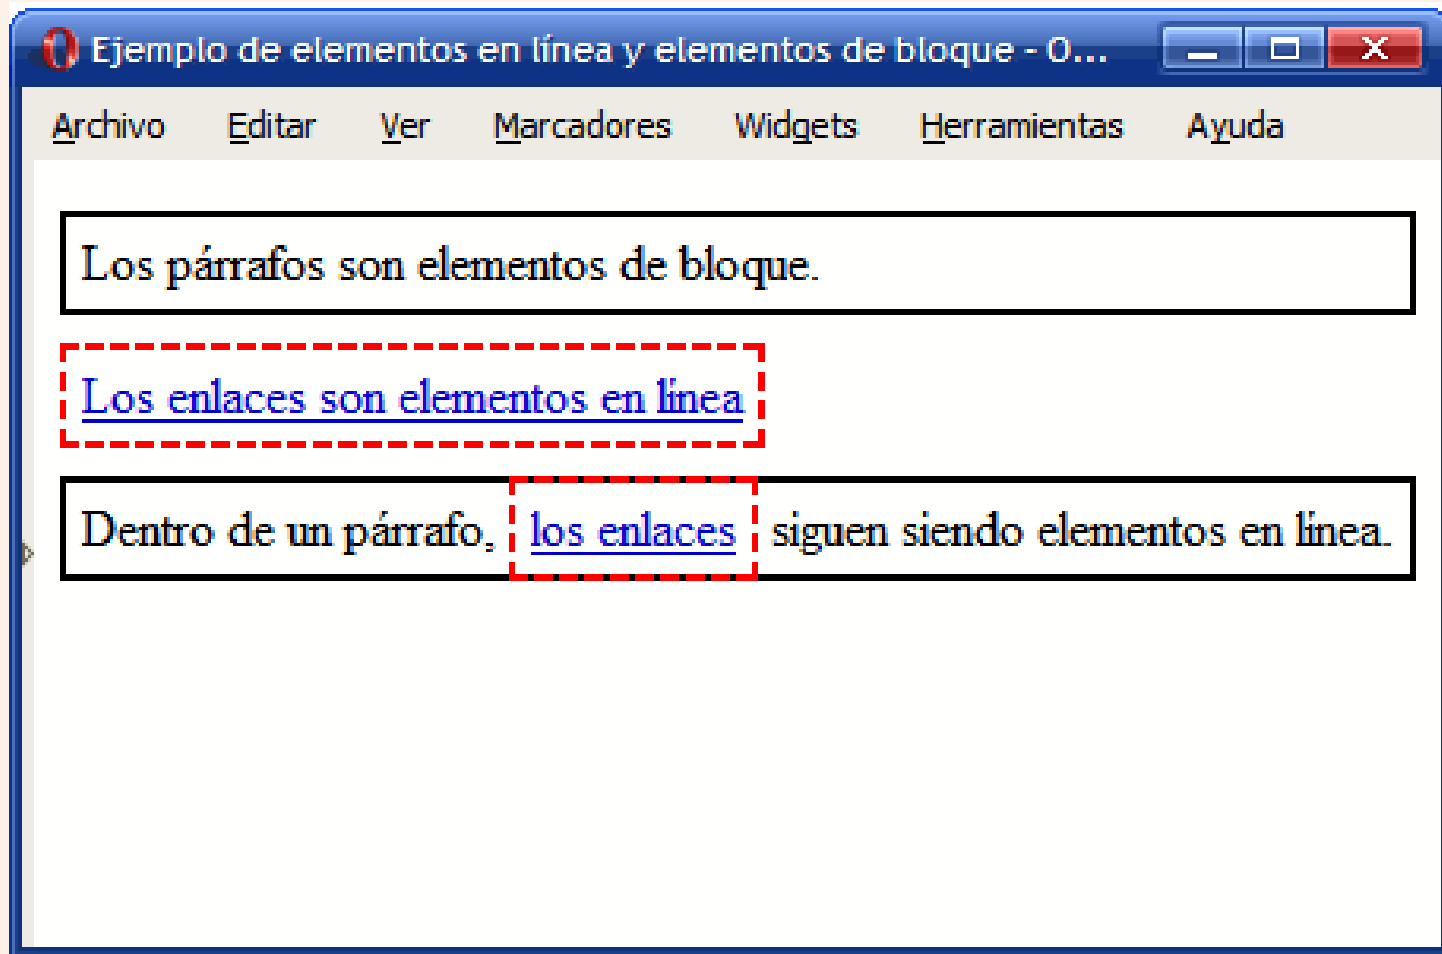 Ejemplo de elementos en línea y elementos de bloque - O...
Archivo Editar Ver Marcadores Widgets Herramientas Ayuda
Los párrafos son elementos de bloque.
Los enlaces son elementos en línea
Dentro de un párrafo, los enlaces siguen siendo elementos en línea.